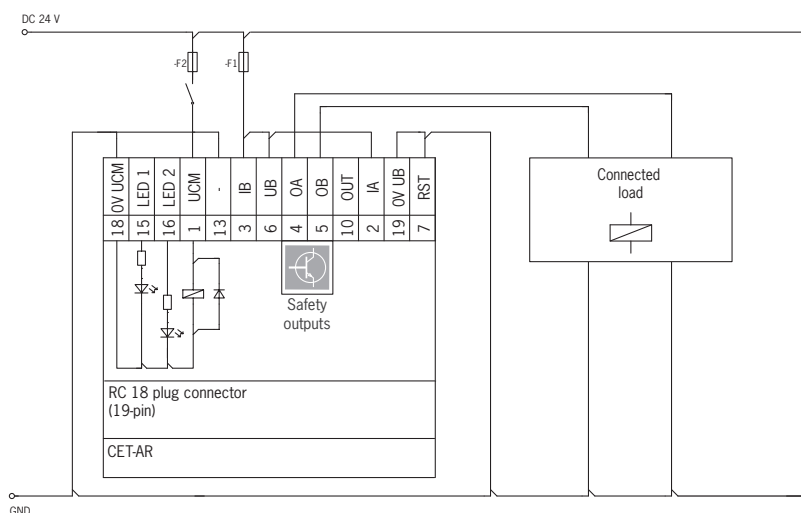 DC 24 V
-F2
-F1
0V UCM
LED 1
LED 2
UCM
-
IB
UB
OA
OB
OUT
IA
0V UB
RST
18
15
16
1
13
3
6
4
5
10
2
19
7
Connected
load
Safety
outputs
RC 18 plug connector
(19-pin)
CET-AR
GND